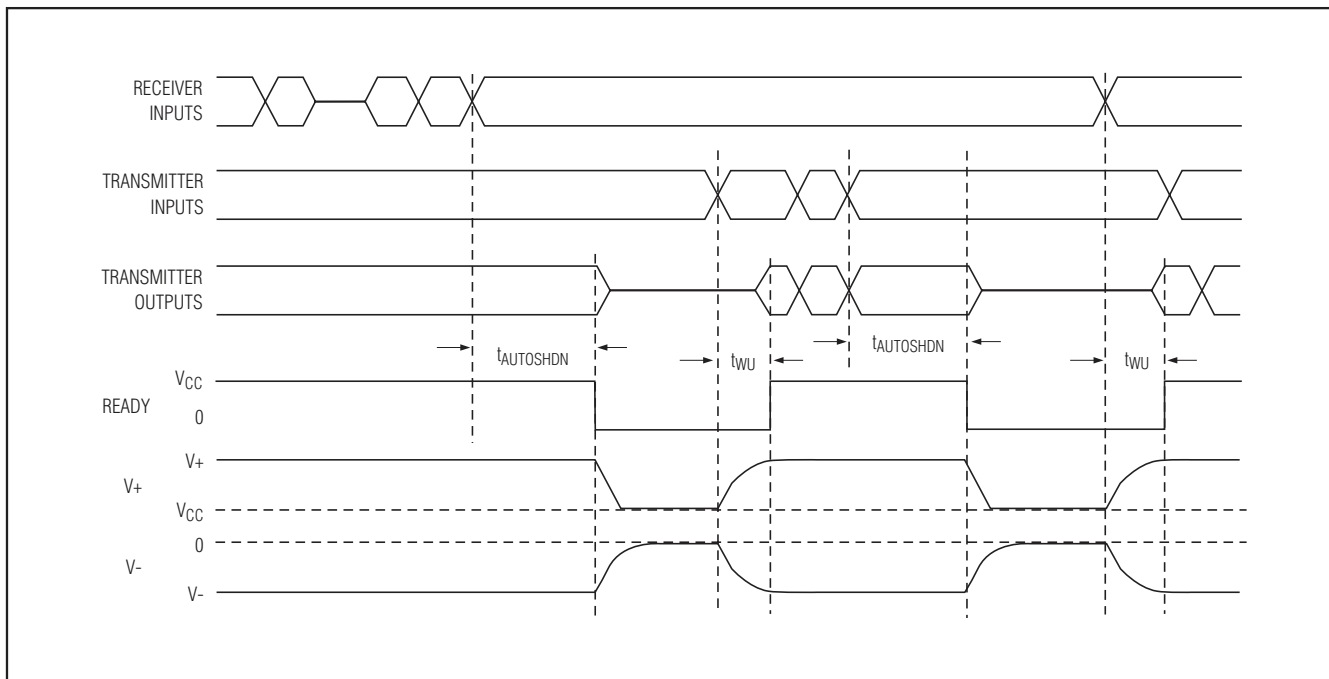 RECEIVER
INPUTS
TRANSMITTER
INPUTS
TRANSMITTER
OUTPUTS
tAUTOSHDN
tWU
tAUTOSHDN
tWU
VCC
READY
0
V+
V+
VCC
0
V-
V-